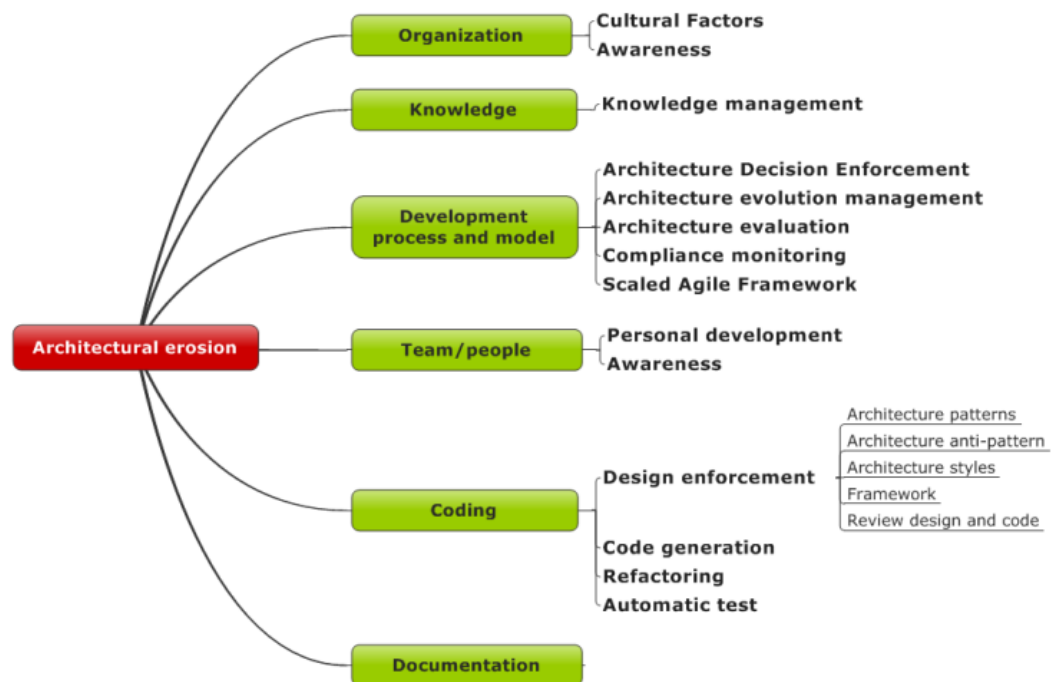 Organization
Cultural Factors
Awareness
Knowledge
Knowledge management
Development
process and model
Architecture Decision Enforcement
Architecture evolution management
Architecture evaluation
Compliance monitoring
Scaled Agile Framework
Architectural erosion
Team/people
Personal development
Awareness
Coding
Design enforcement
Architecture patterns
Architecture anti-pattern
Architecture styles
Framework
Review design and code
Code generation
Refactoring
Automatic test
Documentation